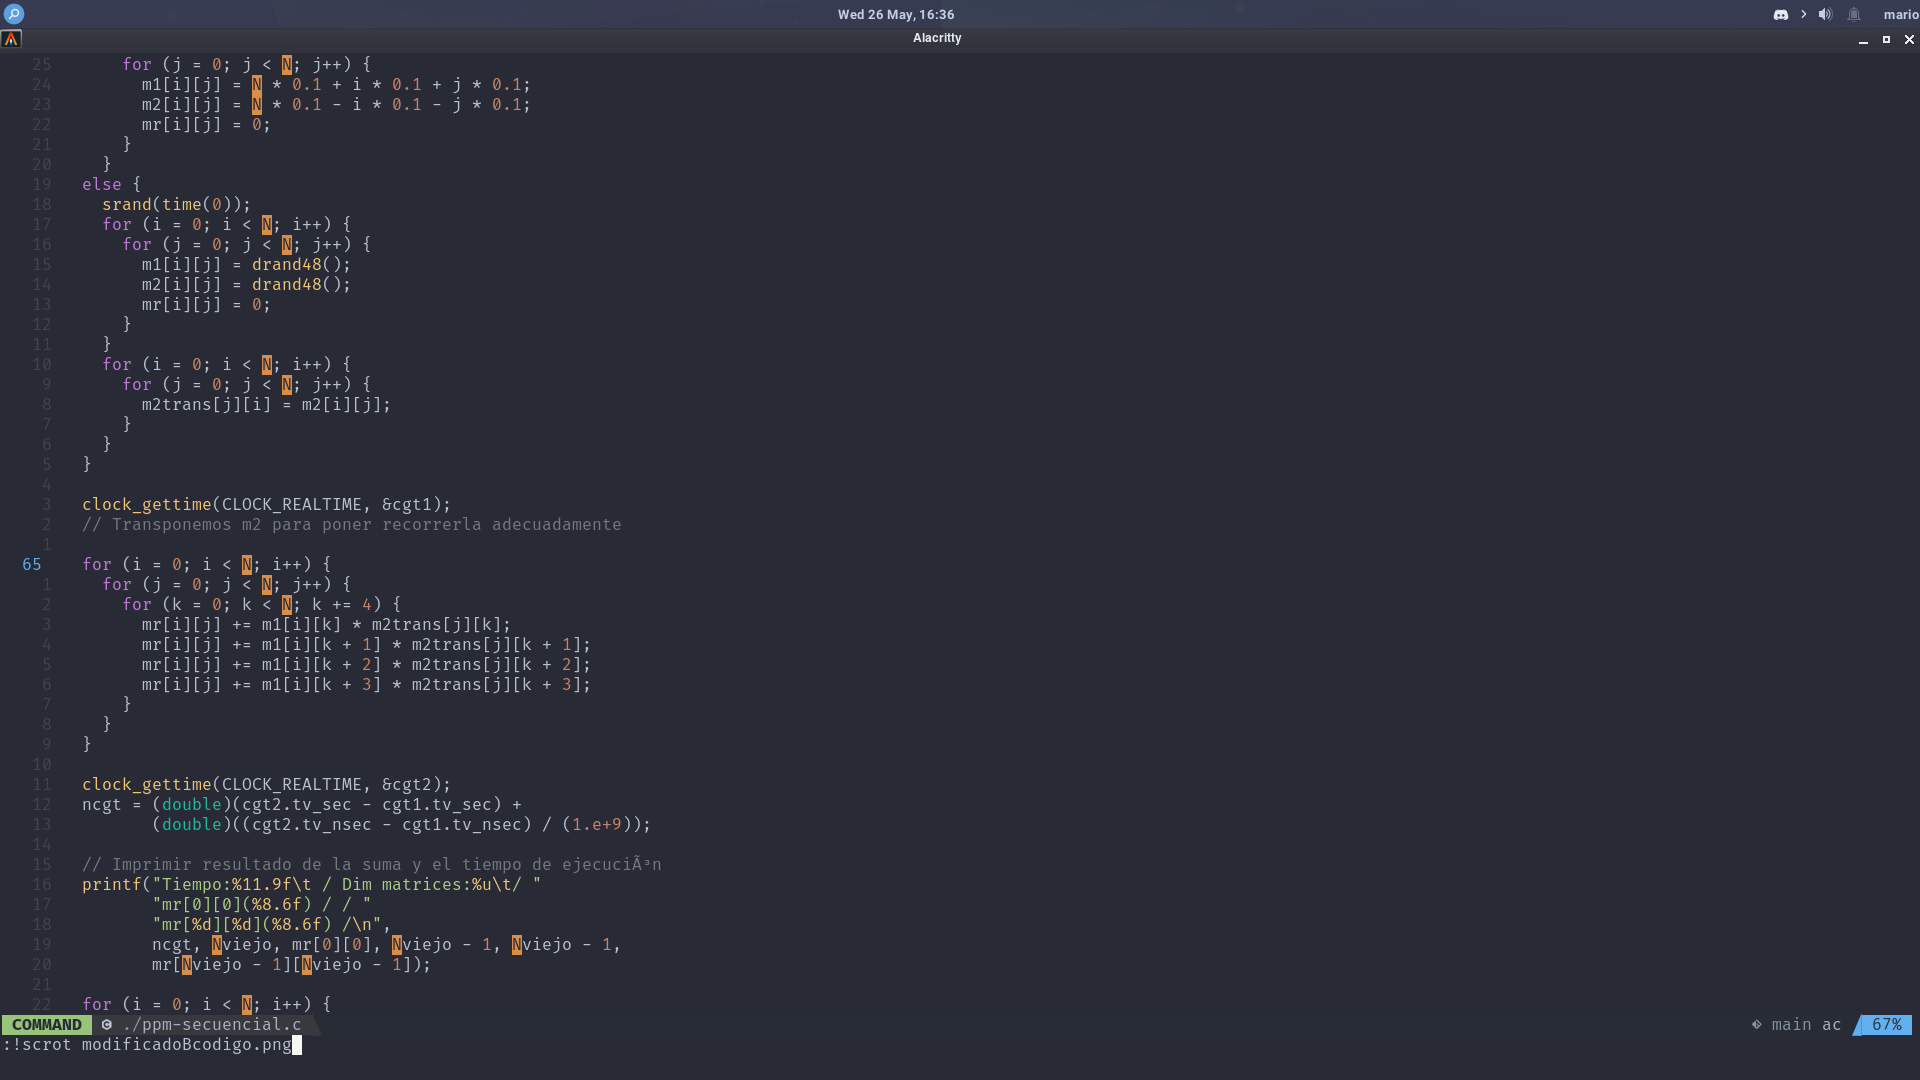 Wed 26 May, 16:36
mario
Alacritty
25 for (j = 0; j < N; j++) {
24 m1[i][j] = N * 0.1 + i * 0.1 + j * 0.1;
23 m2[i][j] = N * 0.1 - i * 0.1 - j * 0.1;
22 mr[i][j] = 0;
21 }
20 }
19 else {
18 srand(time(0));
17 for (i = 0; i < N; i++) {
16 for (j = 0; j < N; j++) {
15 m1[i][j] = drand48();
14 m2[i][j] = drand48();
13 mr[i][j] = 0;
12 }
11 }
10 for (i = 0; i < N; i++) {
9 for (j = 0; j < N; j++) {
8 m2trans[j][i] = m2[i][j];
7 }
6 }
5 }
4
3 clock_gettime(CLOCK_REALTIME, &cgt1);
2 // Transponemos m2 para poner recorrerla adecuadamente
1
65 for (i = 0; i < N; i++) {
1 for (j = 0; j < N; j++) {
2 for (k = 0; k < N; k += 4) {
3 mr[i][j] += m1[i][k] * m2trans[j][k];
4 mr[i][j] += m1[i][k + 1] * m2trans[j][k + 1];
5 mr[i][j] += m1[i][k + 2] * m2trans[j][k + 2];
6 mr[i][j] += m1[i][k + 3] * m2trans[j][k + 3];
7 }
8 }
9 }
10
11 clock_gettime(CLOCK_REALTIME, &cgt2);
12 ncgt = (double)(cgt2.tv_sec - cgt1.tv_sec) +
13 (double)((cgt2.tv_nsec - cgt1.tv_nsec) / (1.e+9));
14
15 // Imprimir resultado de la suma y el tiempo de ejecuciÃ³n
16 printf("Tiempo:%11.9f\t / Dim matrices:%u\t/ "
17 "mr[0][0](%8.6f) / / "
18 "mr[%d][%d](%8.6f) /\n",
19 ncgt, Nviejo, mr[0][0], Nviejo - 1, Nviejo - 1,
20 mr[Nviejo - 1][Nviejo - 1]);
21
22 for (i = 0; i < N; i++) {
COMMAND ./ppm-secuencial.c main ac 67%
:!scrot modificadoBcodigo.png